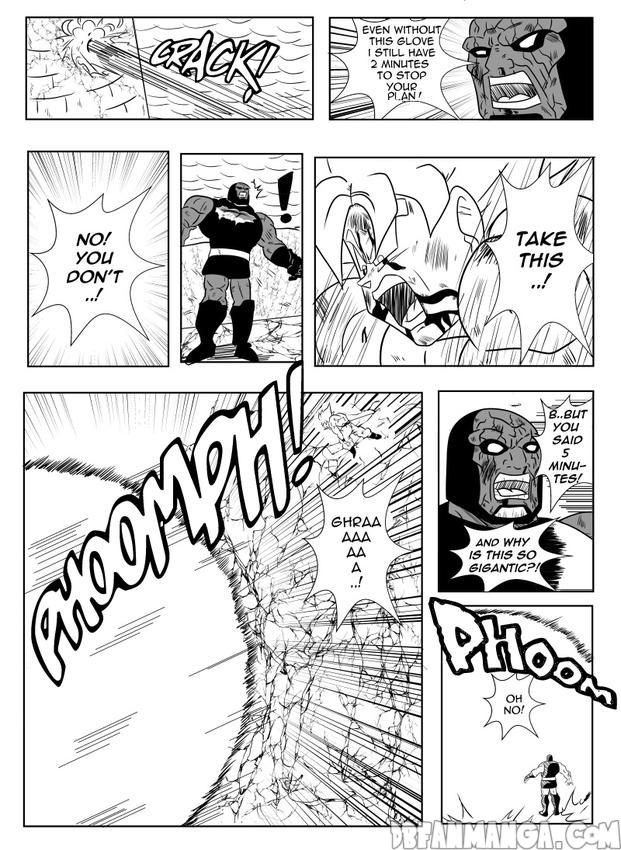 CRACK!
EVEN WITHOUT
THIS GLOVE
I STILL HAVE
2 MINUTES
TO STOP
YOUR
PLAN!
NO!
YOU
DON'T
..!
!
TAKE
THIS
..!
PHOOMPH!
GHRAA
AAA
AA
A
..!
B..BUT
YOU
SAID
5
MINU-
TES!
AND WHY
IS THIS SO
GIGANTIC?!
PHOOM
OH
NO!
DBFANMANGA.COM